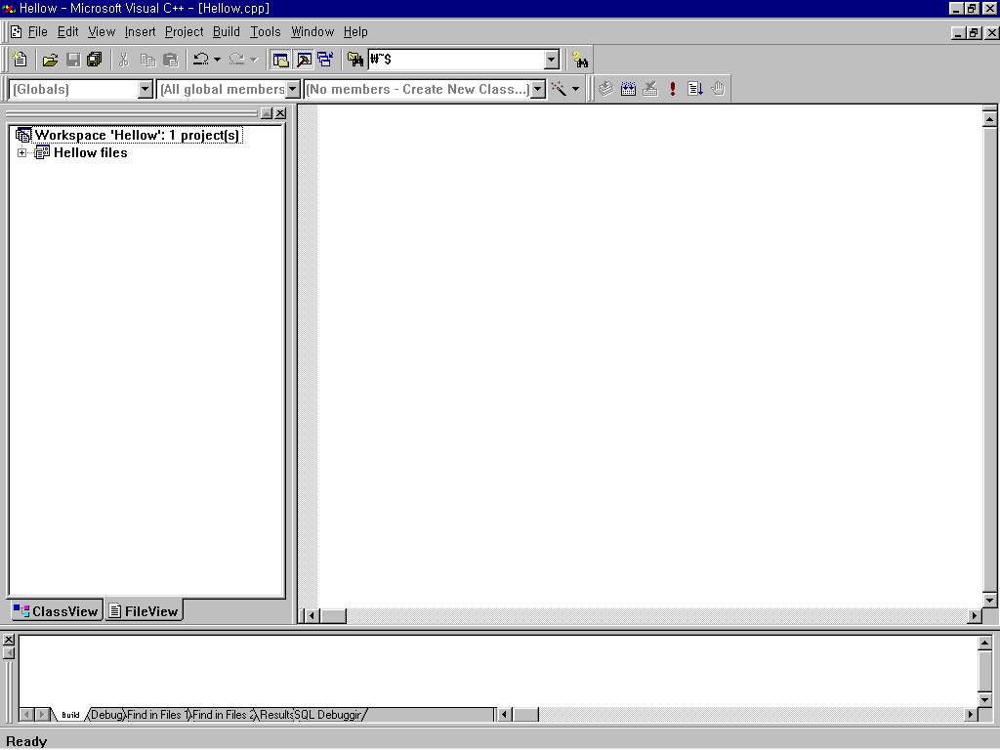 Hellow - Microsoft Visual C++ - [Hellow.cpp]
File Edit View Insert Project Build Tools Window Help
₩~$
(Globals) (All global members (No members - Create New Class...)
Workspace 'Hellow': 1 project(s)
Hellow files
ClassView FileView
Build Debug Find in Files 1 Find in Files 2 Results SQL Debuggin
Ready